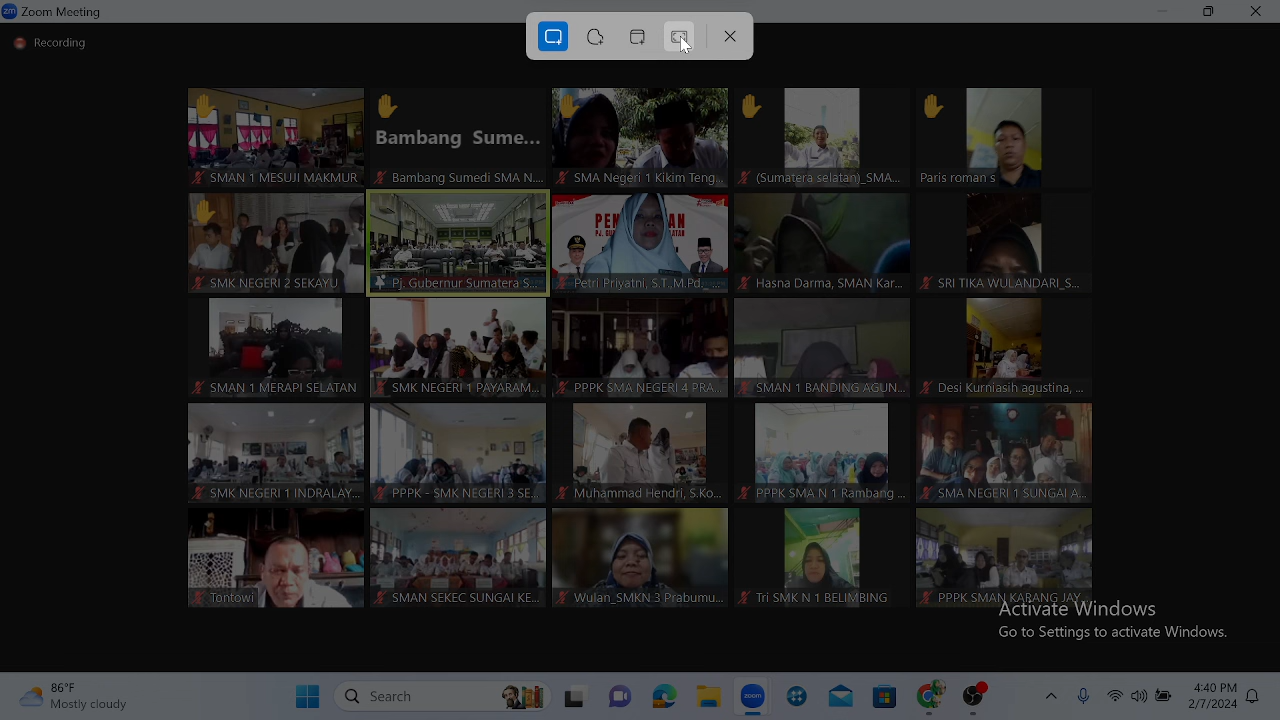 Zoom Meeting
Recording
SMAN 1 MESUJI MAKMUR
Bambang Sume...
Bambang Sumedi SMA N...
SMA Negeri 1 Kikim Teng...
(Sumatera selatan)_SMA...
Paris roman s
SMK NEGERI 2 SEKAYU
Pj. Gubernur Sumatera S...
Petri Priyatni, S.T.,M.Pd._ ...
Hasna Darma, SMAN Kar...
SRI TIKA WULANDARI_S...
SMAN 1 MERAPI SELATAN
SMK NEGERI 1 PAYARAM...
PPPK SMA NEGERI 4 PRA...
SMAN 1 BANDING AGUN...
Desi Kurniasih agustina, ...
SMK NEGERI 1 INDRALAY...
PPPK - SMK NEGERI 3 SE...
Muhammad Hendri, S.Ko...
PPPK SMA N 1 Rambang ...
SMA NEGERI 1 SUNGAI A...
Tontowi
SMAN SEKEC SUNGAI KE...
Wulan_SMKN 3 Prabumu...
Tri SMK N 1 BELIMBING
PPPK SMAN KARANG JAY...
Activate Windows
Go to Settings to activate Windows.
86°F
Mostly cloudy
Search
zoom
4:40 PM
2/7/2024